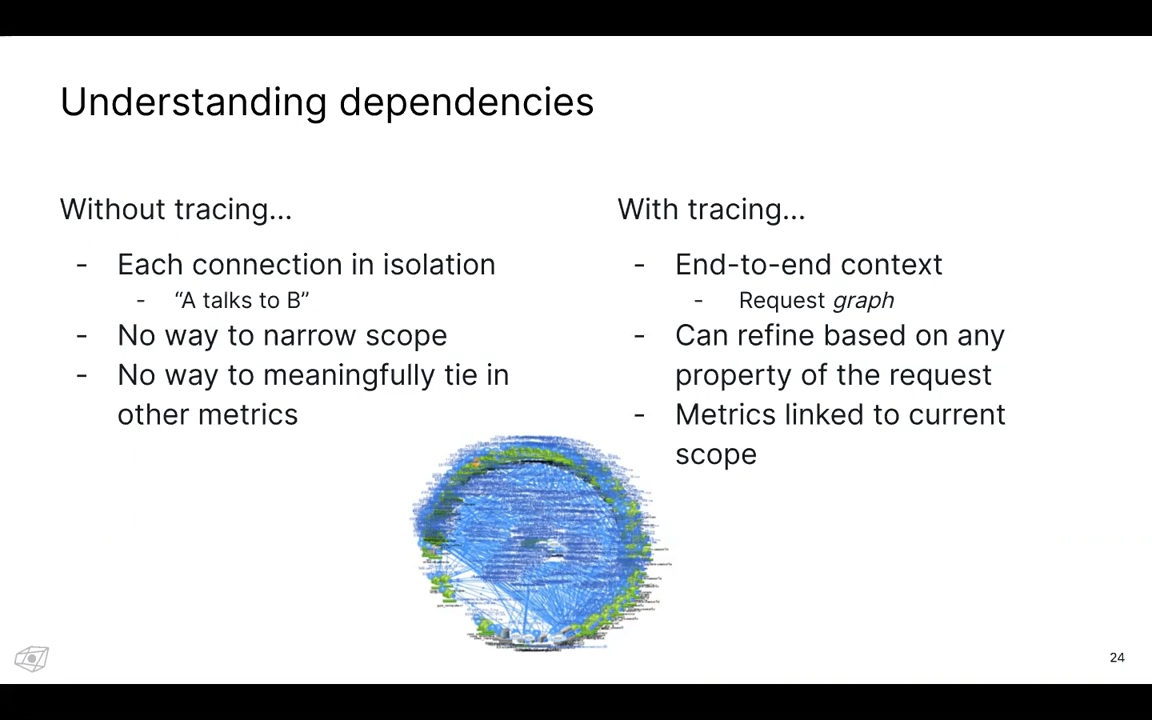 Understanding dependencies
Without tracing...
- Each connection in isolation
- “A talks to B”
- No way to narrow scope
- No way to meaningfully tie in
other metrics
With tracing...
- End-to-end context
- Request graph
- Can refine based on any
property of the request
- Metrics linked to current
scope
24